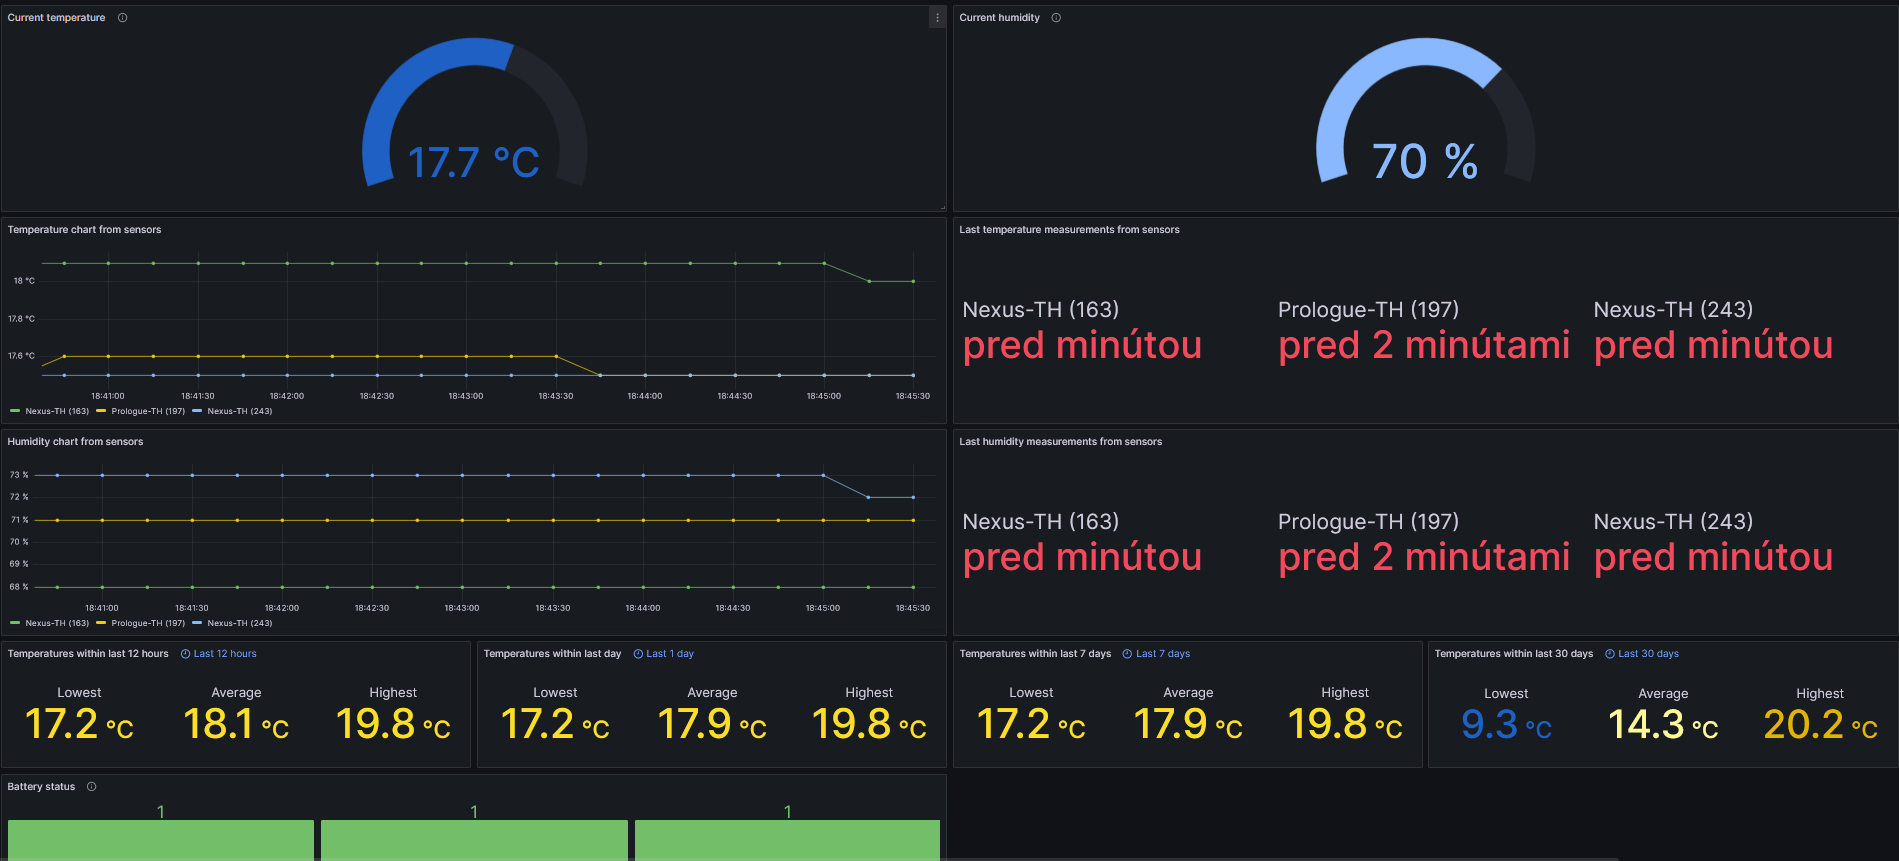 Current temperature
17.7 °C
Current humidity
70 %
Temperature chart from sensors
18 °C
17.8 °C
17.6 °C
18:41:00 18:41:30 18:42:00 18:42:30 18:43:00 18:43:30 18:44:00 18:44:30 18:45:00 18:45:30
Nexus-TH (163) Prologue-TH (197) Nexus-TH (243)
Last temperature measurements from sensors
Nexus-TH (163) Prologue-TH (197) Nexus-TH (243)
pred minútou pred 2 minútami pred minútou
Humidity chart from sensors
73 %
72 %
71 %
70 %
69 %
68 %
18:41:00 18:41:30 18:42:00 18:42:30 18:43:00 18:43:30 18:44:00 18:44:30 18:45:00 18:45:30
Nexus-TH (163) Prologue-TH (197) Nexus-TH (243)
Last humidity measurements from sensors
Nexus-TH (163) Prologue-TH (197) Nexus-TH (243)
pred minútou pred 2 minútami pred minútou
Temperatures within last 12 hours Last 12 hours
Lowest Average Highest
17.2 °C 18.1 °C 19.8 °C
Temperatures within last day Last 1 day
Lowest Average Highest
17.2 °C 17.9 °C 19.8 °C
Temperatures within last 7 days Last 7 days
Lowest Average Highest
17.2 °C 17.9 °C 19.8 °C
Temperatures within last 30 days Last 30 days
Lowest Average Highest
9.3 °C 14.3 °C 20.2 °C
Battery status
1 1 1